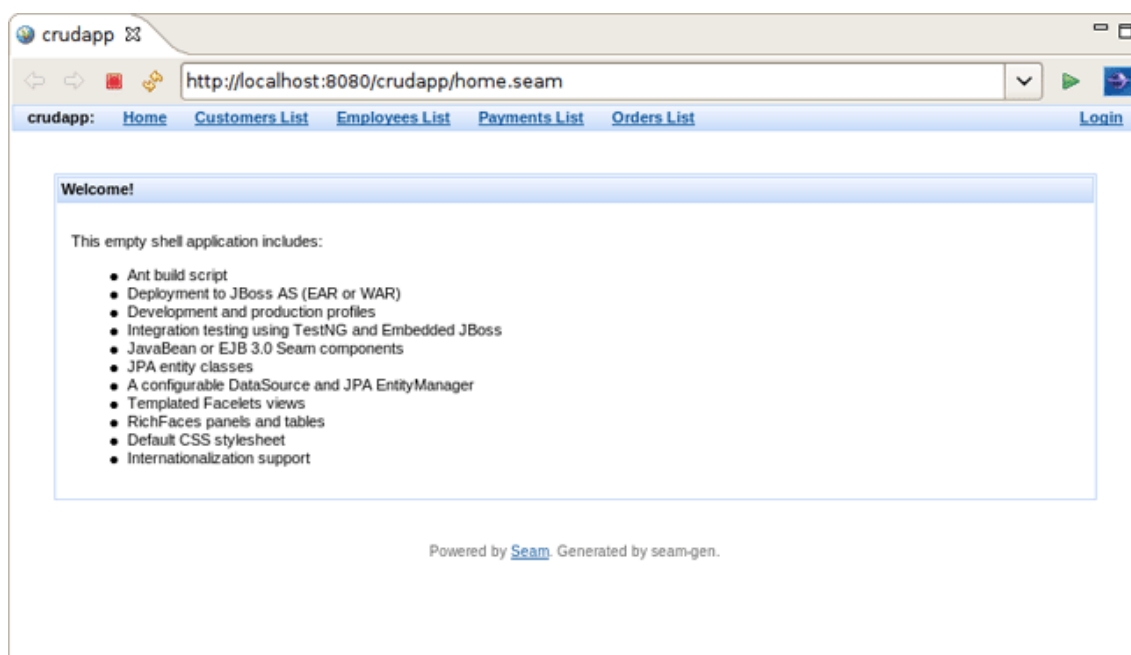 crudapp
http://localhost:8080/crudapp/home.seam
crudapp: Home Customers List Employees List Payments List Orders List Login
Welcome!
This empty shell application includes:
● Ant build script
● Deployment to JBoss AS (EAR or WAR)
● Development and production profiles
● Integration testing using TestNG and Embedded JBoss
● JavaBean or EJB 3.0 Seam components
● JPA entity classes
● A configurable DataSource and JPA EntityManager
● Templated Facelets views
● RichFaces panels and tables
● Default CSS stylesheet
● Internationalization support
Powered by Seam. Generated by seam-gen.